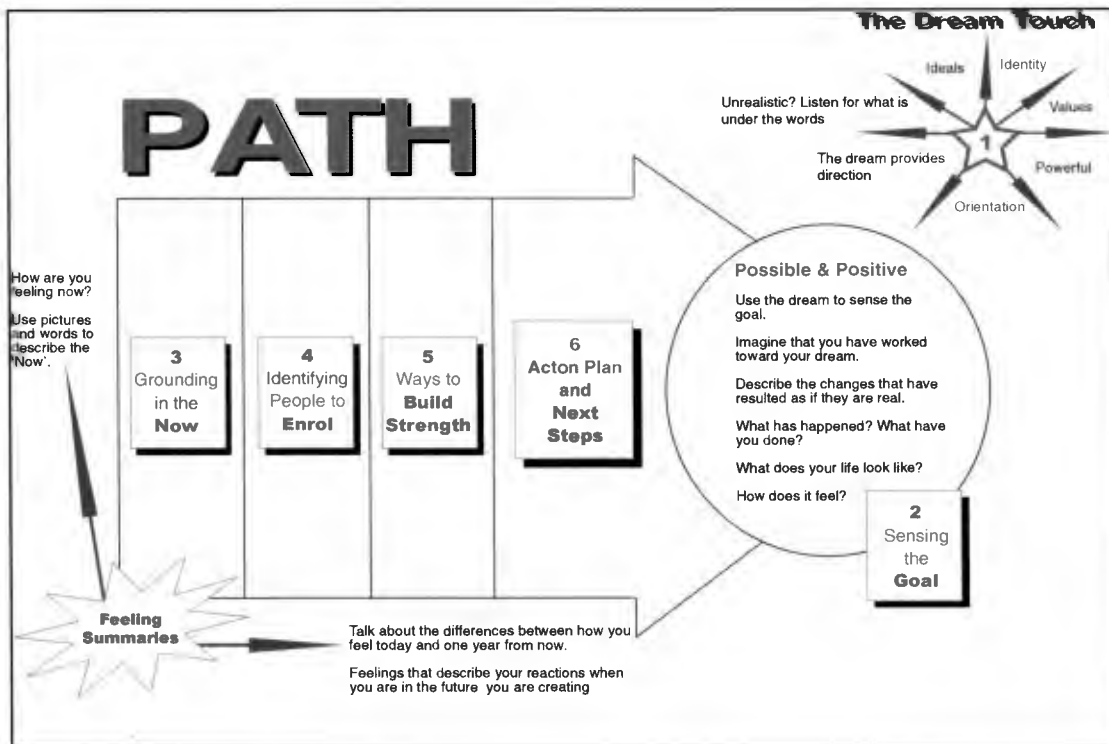 The Dream Touch
Ideals
Identity
Values
Powerful
Orientation
1
Unrealistic? Listen for what is
under the words
The dream provides
direction
PATH
How are you
feeling now?
Use pictures
and words to
describe the
'Now'.
3
Grounding
in the
Now
4
Identifying
People to
Enrol
5
Ways to
Build
Strength
6
Acton Plan
and
Next
Steps
Possible & Positive
Use the dream to sense the
goal.
Imagine that you have worked
toward your dream.
Describe the changes that have
resulted as if they are real.
What has happened? What have
you done?
What does your life look like?
How does it feel?
2
Sensing
the
Goal
Feeling
Summaries
Talk about the differences between how you
feel today and one year from now.
Feelings that describe your reactions when
you are in the future you are creating